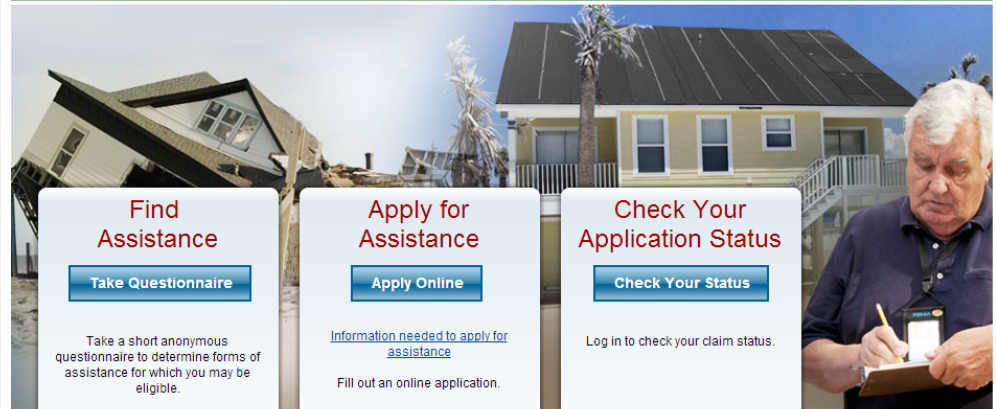 Find
Assistance
Take Questionnaire
Take a short anonymous
questionnaire to determine forms of
assistance for which you may be
eligible.
Apply for
Assistance
Apply Online
Information needed to apply for
assistance
Fill out an online application.
Check Your
Application Status
Check Your Status
Log in to check your claim status.
FEMA